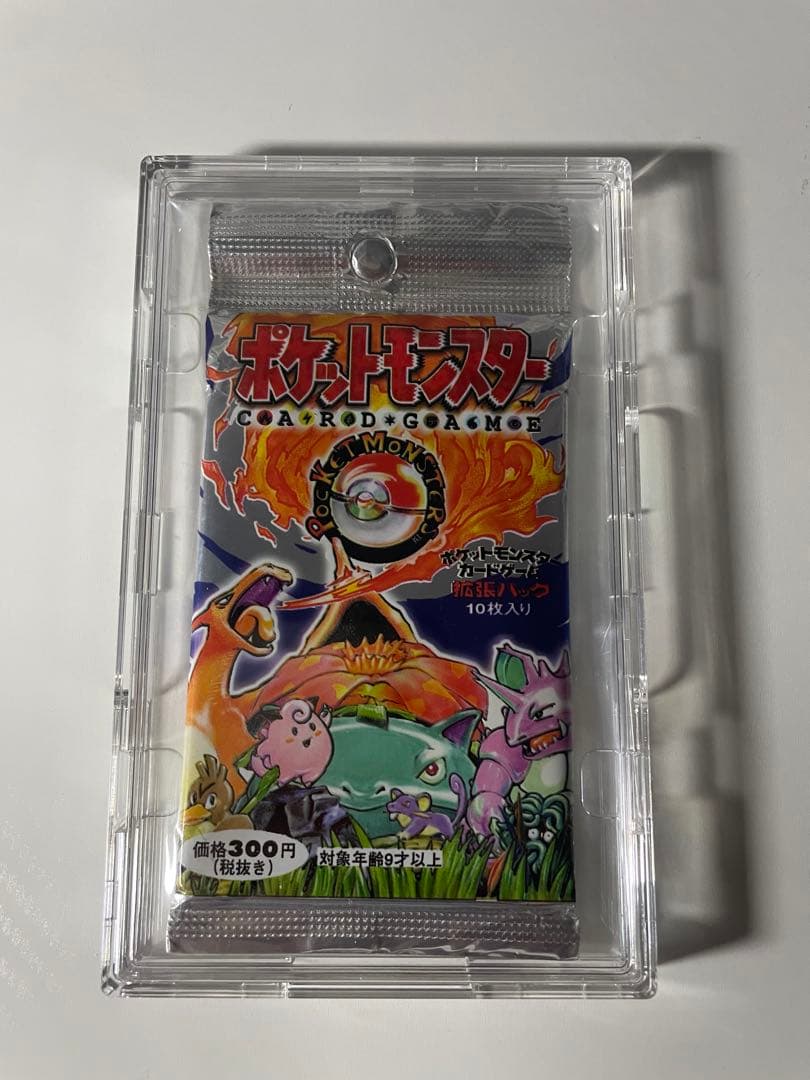 ポケットモンスター
™
CARD GAME
POCKET MONSTERS
ポケットモンスター
カードゲーム
拡張パック
10枚入り
価格300円
(税抜き)
対象年齢9才以上